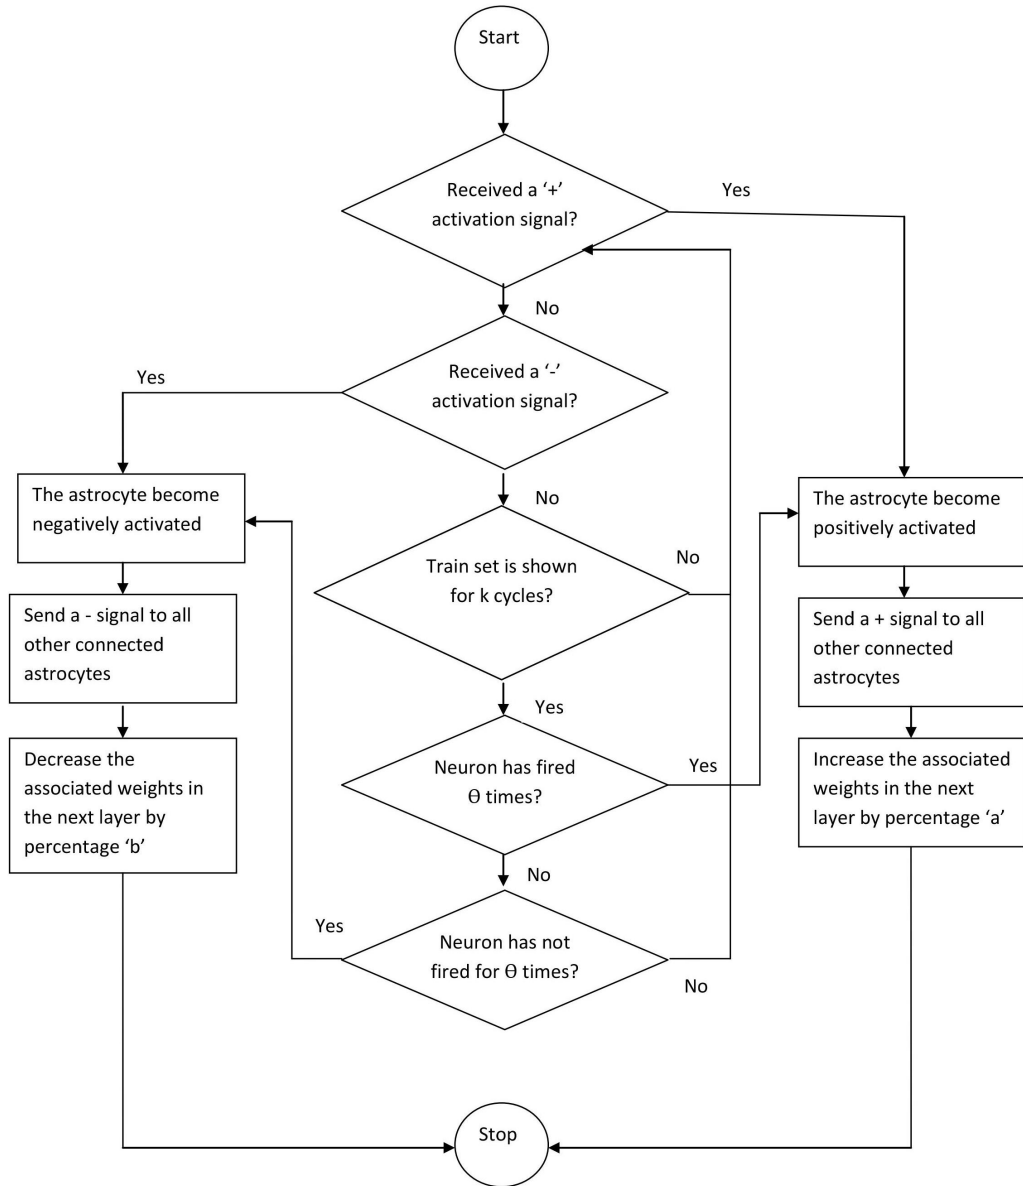 Start
Received a ‘+’
activation signal?
Yes
No
Received a ‘-’
activation signal?
Yes
No
The astrocyte become
negatively activated
The astrocyte become
positively activated
Train set is shown
for k cycles?
No
Send a - signal to all
other connected
astrocytes
Send a + signal to all
other connected
astrocytes
Yes
Decrease the
associated weights in
the next layer by
percentage ‘b’
Neuron has fired
Ɵ times?
Yes
Increase the associated
weights in the next
layer by percentage ‘a’
No
Yes
Neuron has not
fired for Ɵ times?
No
Stop